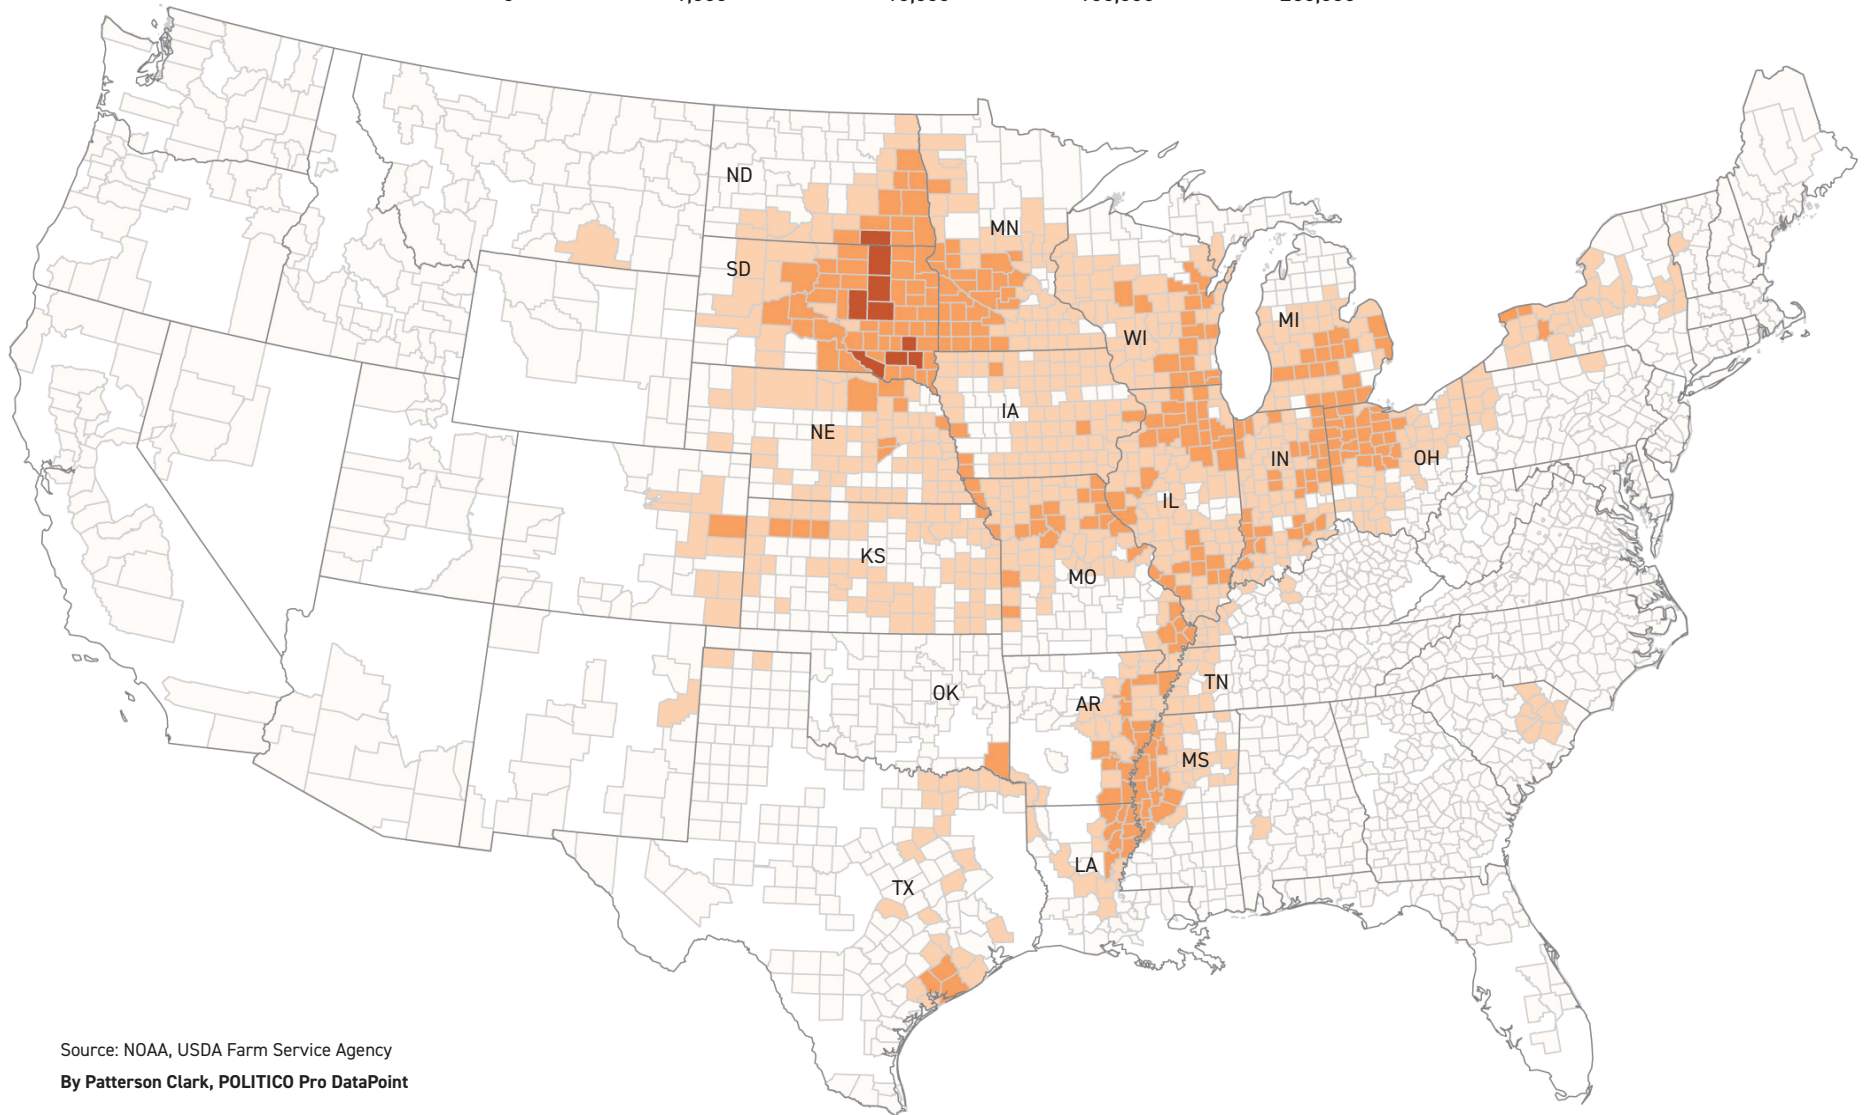 ND
MN
SD
MI
WI
IA
NE
IN
OH
IL
KS
MO
TN
OK
AR
MS
LA
TX
Source: NOAA, USDA Farm Service Agency
By Patterson Clark, POLITICO Pro DataPoint